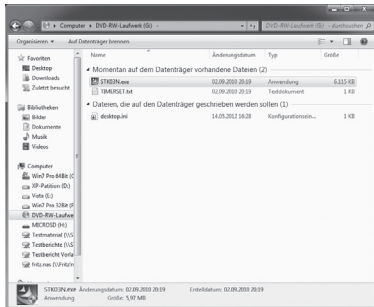 Computer ▸ DVD-RW-Laufwerk (G:) ▸
DVD-RW-Laufwerk (G:) - Durchsuchen
Organisieren ▾ Auf Datenträger brennen
Name Änderungsdatum Typ Größe
Momentan auf dem Datenträger vorhandene Dateien (2)
STK03N.exe 02.09.2010 20:19 Anwendung 6.115 KB
TIMERSET.txt 02.09.2010 20:19 Textdokument 1 KB
Dateien, die auf den Datenträger geschrieben werden sollen (1)
desktop.ini 14.05.2012 16:28 Konfigurationsein... 1 KB
Favoriten
Desktop
Downloads
Zuletzt besucht
Bibliotheken
Bilder
Dokumente
Musik
Videos
Computer
Win7 Pro 64Bit (C
XP-Patition (D:)
Vista (E:)
Win7 Pro 32Bit (F
DVD-RW-Laufwe
MICROSD (H:)
Testmaterial (\\S
Testberichte (\\S
Testbericht Vorla
fritz.nas (\\Fritz!n
STK03N.exe Änderungsdatum: 02.09.2010 20:19 Erstelldatum: 02.09.2010 20:19
Anwendung Größe: 5,97 MB